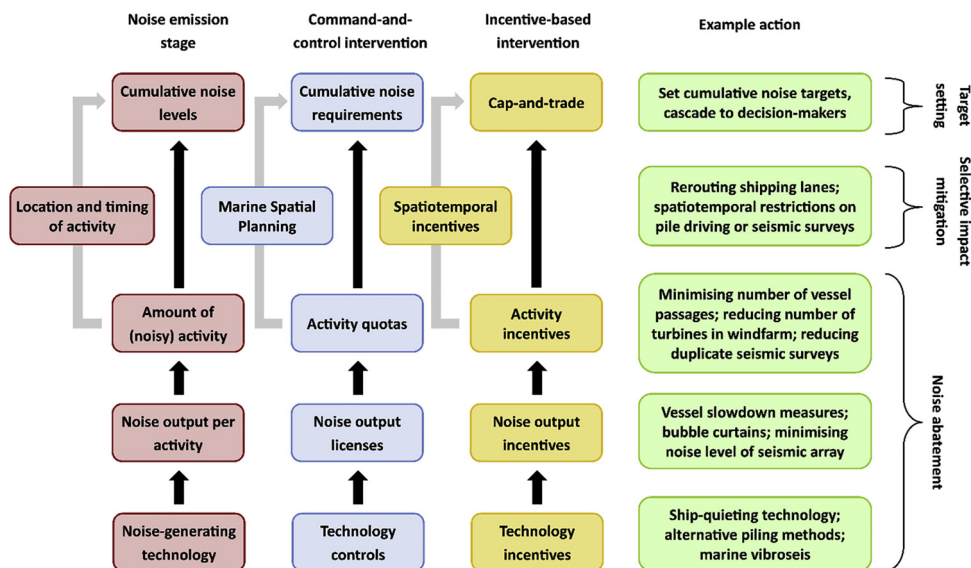 Noise emission
stage
Command-and-
control intervention
Incentive-based
intervention
Example action
Cumulative noise
levels
Cumulative noise
requirements
Cap-and-trade
Set cumulative noise targets,
cascade to decision-makers
Target
setting
Location and timing
of activity
Marine Spatial
Planning
Spatiotemporal
incentives
Rerouting shipping lanes;
spatiotemporal restrictions on
pile driving or seismic surveys
Selective impact
mitigation
Amount of
(noisy) activity
Activity quotas
Activity
incentives
Minimising number of vessel
passages; reducing number of
turbines in windfarm; reducing
duplicate seismic surveys
Noise output per
activity
Noise output
licenses
Noise output
incentives
Vessel slowdown measures;
bubble curtains; minimising
noise level of seismic array
Noise abatement
Noise-generating
technology
Technology
controls
Technology
incentives
Ship-quieting technology;
alternative piling methods;
marine vibroseis